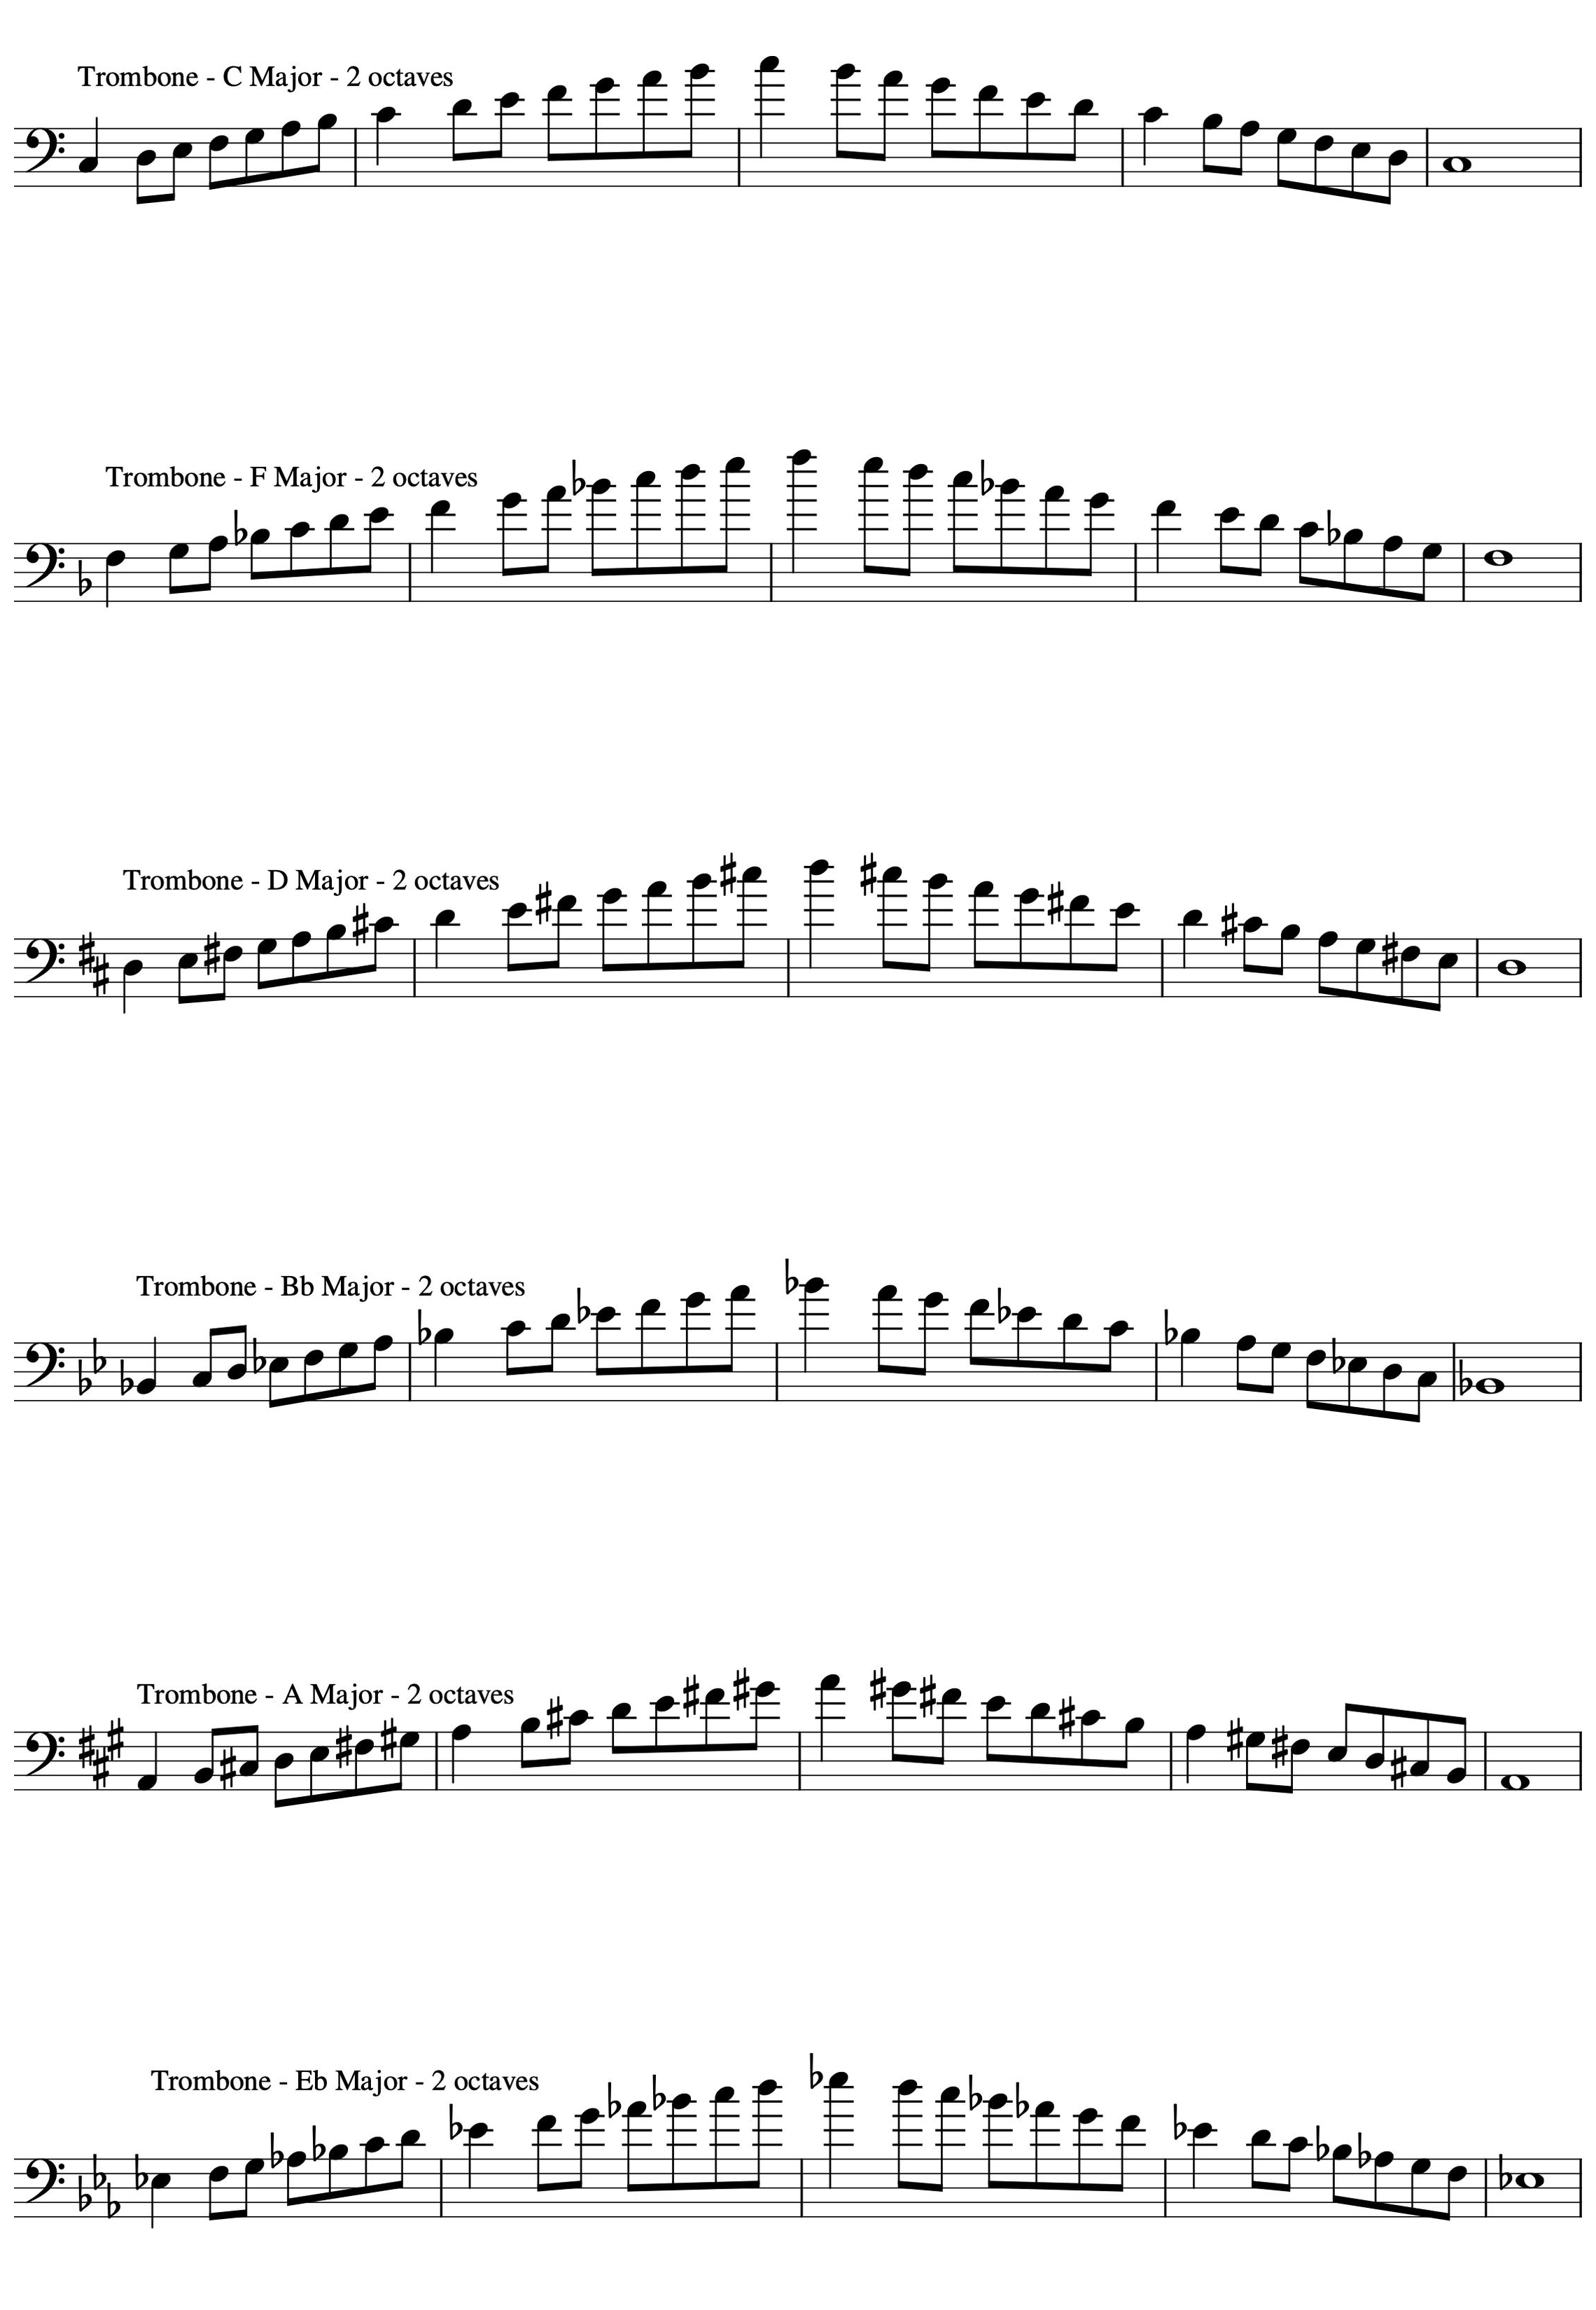 Trombone - C Major - 2 octaves
Trombone - F Major - 2 octaves
Trombone - D Major - 2 octaves
Trombone - Bb Major - 2 octaves
Trombone - A Major - 2 octaves
Trombone - Eb Major - 2 octaves